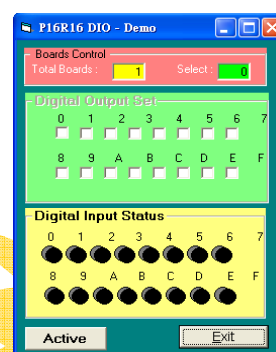 P16R16 DIO - Demo
Boards Control
Total Boards : 1 Select : 0
Digital Output Set
0 1 2 3 4 5 6 7
8 9 A B C D E F
Digital Input Status
0 1 2 3 4 5 6 7
8 9 A B C D E F
Active Exit